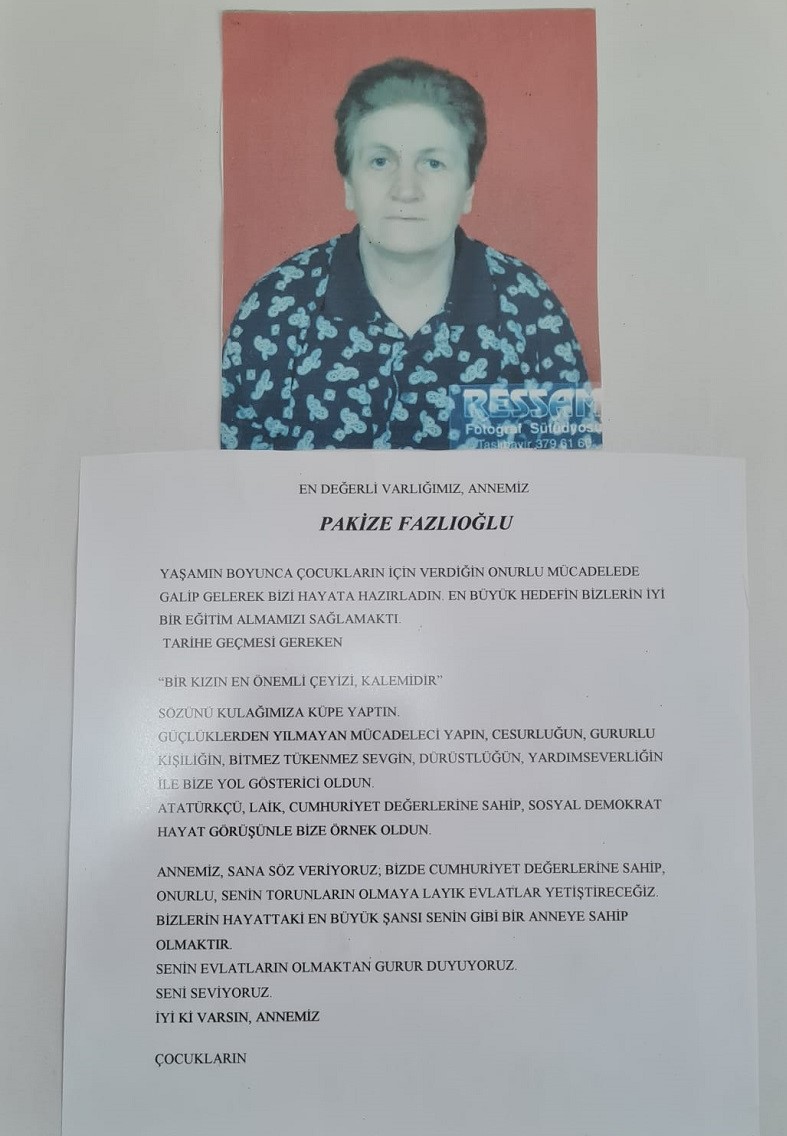 RESSAM
Fotoğraf Sütüdyosu
Taşkbayir 379 61 60
EN DEĞERLİ VARLIĞIMIZ, ANNEMİZ
PAKİZE FAZLIOĞLU
YAŞAMIN BOYUNCA ÇOCUKLARIN İÇİN VERDİĞİN ONURLU MÜCADELEDE
GALİP GELEREK BİZİ HAYATA HAZIRLADIN. EN BÜYÜK HEDEFİN BİZLERİN İYİ
BİR EĞİTİM ALMAMIZI SAĞLAMAKTI.
TARİHE GEÇMESİ GEREKEN
“BİR KIZIN EN ÖNEMLİ ÇEYİZİ, KALEMİDİR”
SÖZÜNÜ KULAĞIMIZA KÜPE YAPTIN.
GÜÇLÜKLERDEN YILMAYAN MÜCADELECİ YAPIN, CESURLUĞUN, GURURLU
KİŞİLİĞİN, BİTMEZ TÜKENMEZ SEVGİN, DÜRÜSTLÜĞÜN, YARDIMSEVERLİĞİN
İLE BİZE YOL GÖSTERİCİ OLDUN.
ATATÜRKÇÜ, LAİK, CUMHURİYET DEĞERLERİNE SAHİP, SOSYAL DEMOKRAT
HAYAT GÖRÜŞÜNLE BİZE ÖRNEK OLDUN.
ANNEMİZ, SANA SÖZ VERİYORUZ; BİZDE CUMHURİYET DEĞERLERİNE SAHİP,
ONURLU, SENİN TORUNLARIN OLMAYA LAYIK EVLATLAR YETİŞTİRECEĞİZ.
BİZLERİN HAYATTAKİ EN BÜYÜK ŞANSI SENİN GİBİ BİR ANNEYE SAHİP
OLMAKTIR.
SENİN EVLATLARIN OLMAKTAN GURUR DUYUYORUZ.
SENİ SEVİYORUZ.
İYİ Kİ VARSIN, ANNEMİZ
ÇOCUKLARIN